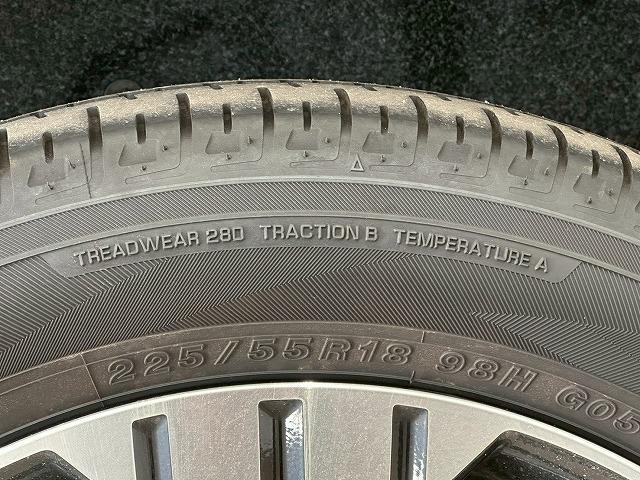 TREADWEAR 280 TRACTION B TEMPERATURE A
225/55R18 98H G05